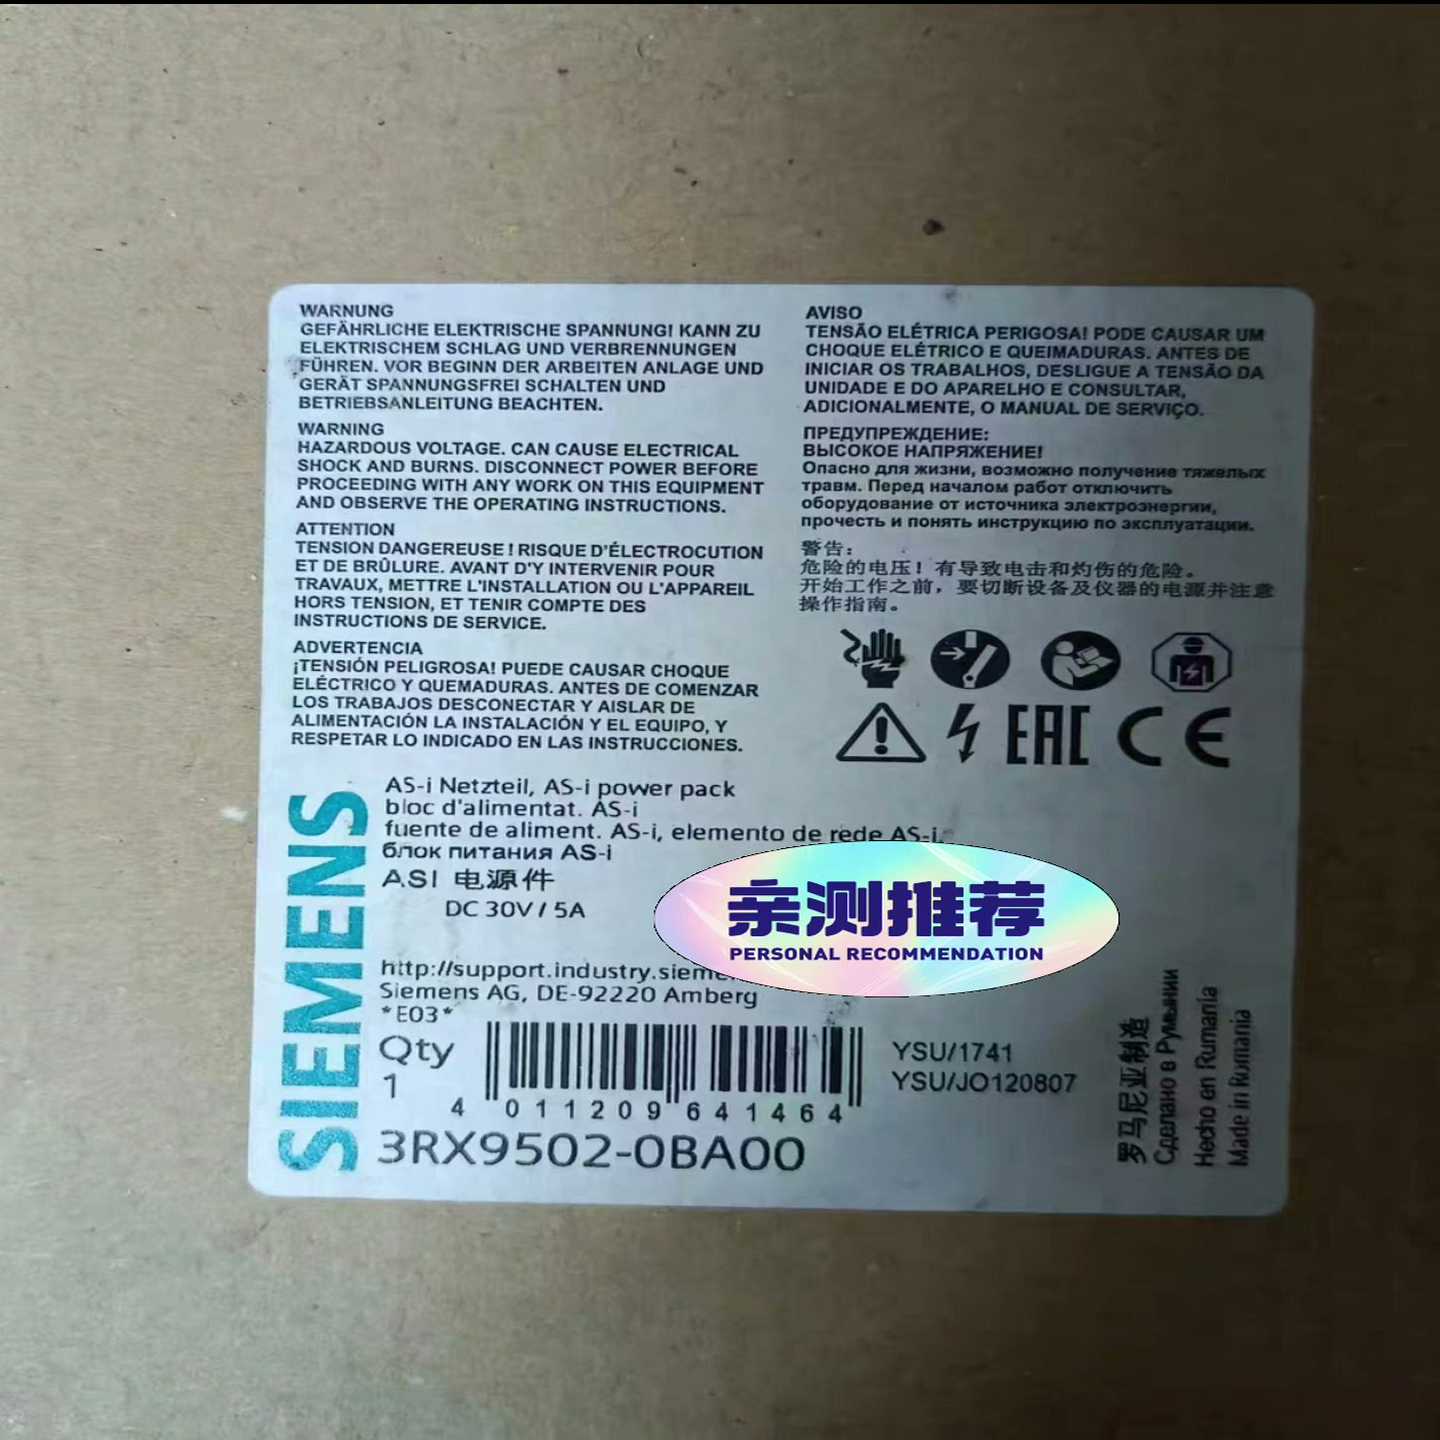 WARNUNG
GEFÄHRLICHE ELEKTRISCHE SPANNUNG! KANN ZU
ELEKTRISCHEM SCHLAG UND VERBRENNUNGEN
FÜHREN. VOR BEGINN DER ARBEITEN ANLAGE UND
GERÄT SPANNUNGSFREI SCHALTEN UND
BETRIEBSANLEITUNG BEACHTEN.
WARNING
HAZARDOUS VOLTAGE. CAN CAUSE ELECTRICAL
SHOCK AND BURNS. DISCONNECT POWER BEFORE
PROCEEDING WITH ANY WORK ON THIS EQUIPMENT
AND OBSERVE THE OPERATING INSTRUCTIONS.
ATTENTION
TENSION DANGEREUSE ! RISQUE D'ÉLECTROCUTION
ET DE BRÛLURE. AVANT D'Y INTERVENIR POUR
TRAVAUX, METTRE L'INSTALLATION OU L'APPAREIL
HORS TENSION, ET TENIR COMPTE DES
INSTRUCTIONS DE SERVICE.
ADVERTENCIA
¡TENSIÓN PELIGROSA! PUEDE CAUSAR CHOQUE
ELÉCTRICO Y QUEMADURAS. ANTES DE COMENZAR
LOS TRABAJOS DESCONECTAR Y AISLAR DE
ALIMENTACIÓN LA INSTALACIÓN Y EL EQUIPO, Y
RESPETAR LO INDICADO EN LAS INSTRUCCIONES.
AVISO
TENSÃO ELÉTRICA PERIGOSA! PODE CAUSAR UM
CHOQUE ELÉTRICO E QUEIMADURAS. ANTES DE
INICIAR OS TRABALHOS, DESLIGUE A TENSÃO DA
UNIDADE E DO APARELHO E CONSULTAR,
ADICIONALMENTE, O MANUAL DE SERVIÇO.
ПРЕДУПРЕЖДЕНИЕ:
ВЫСОКОЕ НАПРЯЖЕНИЕ!
Опасно для жизни, возможно получение тяжелых
травм. Перед началом работ отключить
оборудование от источника электроэнергии,
прочесть и понять инструкцию по эксплуатации.
警告：
危险的电压！有导致电击和灼伤的危险。
开始工作之前，要切断设备及仪器的电源并注意
操作指南。
EAC
CE
SIEMENS
AS-i Netzteil, AS-i power pack
bloc d'alimentat. AS-i
fuente de aliment. AS-i, elemento de rede AS-i,
блок питания AS-i
ASI 电源件
DC 30V / 5A
亲测推荐
PERSONAL RECOMMENDATION
http://support.industry.sieme
Siemens AG, DE-92220 Amberg
*E03*
Qty
1
4 011209 641464
YSU/1741
YSU/JO120807
3RX9502-0BA00
罗马尼亚制造
Сделано в Румынии
Hecho en Rumanía
Made in Romania